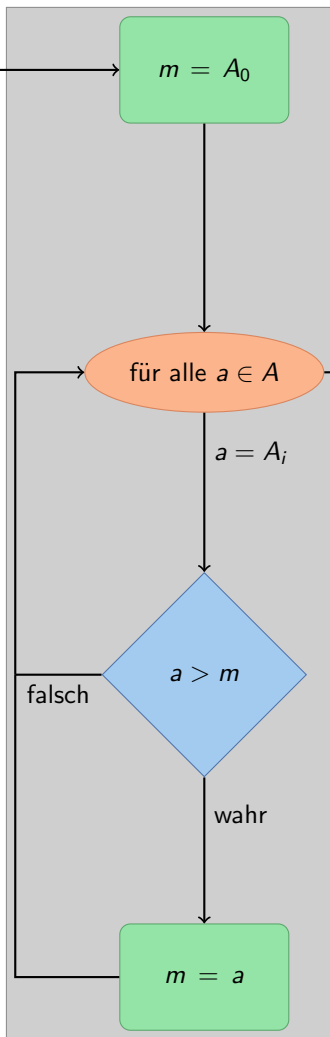 m = A₀
für alle a ∈ A
a = Aᵢ
a > m
falsch
wahr
m = a